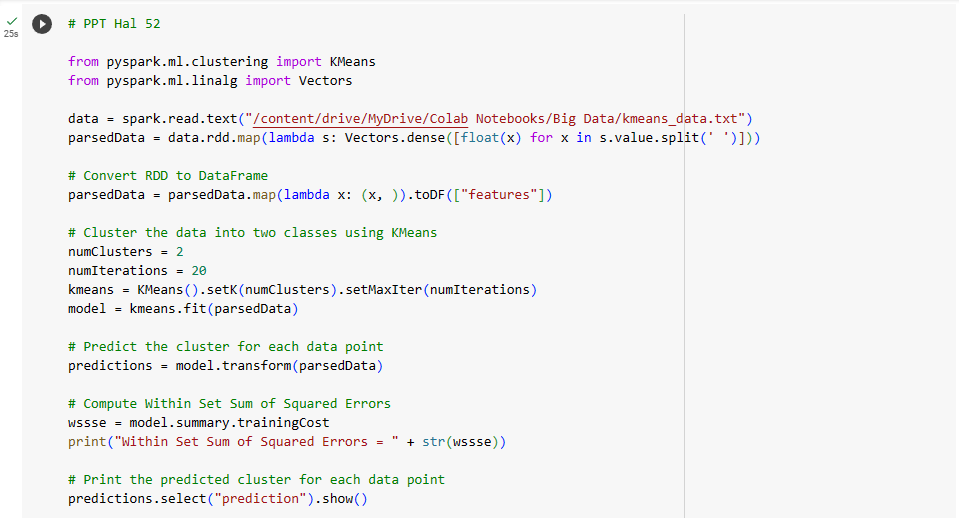 25s
# PPT Hal 52
from pyspark.ml.clustering import KMeans
from pyspark.ml.linalg import Vectors
data = spark.read.text("/content/drive/MyDrive/Colab Notebooks/Big Data/kmeans_data.txt")
parsedData = data.rdd.map(lambda s: Vectors.dense([float(x) for x in s.value.split(' ')]))
# Convert RDD to DataFrame
parsedData = parsedData.map(lambda x: (x, )).toDF(["features"])
# Cluster the data into two classes using KMeans
numClusters = 2
numIterations = 20
kmeans = KMeans().setK(numClusters).setMaxIter(numIterations)
model = kmeans.fit(parsedData)
# Predict the cluster for each data point
predictions = model.transform(parsedData)
# Compute Within Set Sum of Squared Errors
wssse = model.summary.trainingCost
print("Within Set Sum of Squared Errors = " + str(wssse))
# Print the predicted cluster for each data point
predictions.select("prediction").show()